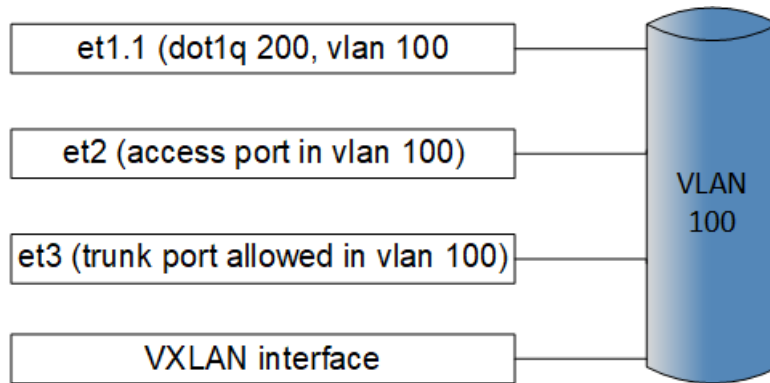 et1.1 (dot1q 200, vlan 100
et2 (access port in vlan 100)
et3 (trunk port allowed in vlan 100)
VXLAN interface
VLAN
100